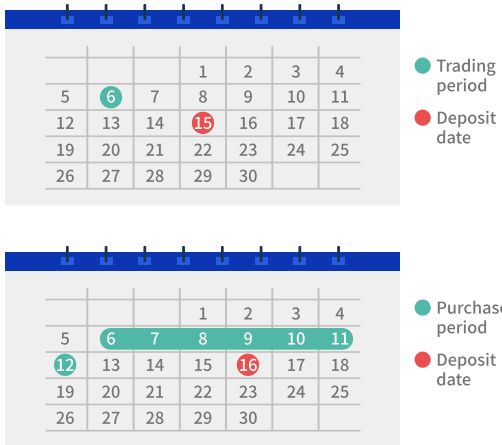 1 2 3 4
5 6 7 8 9 10 11
12 13 14 15 16 17 18
19 20 21 22 23 24 25
26 27 28 29 30
Trading
period
Deposit
date
1 2 3 4
5 6 7 8 9 10 11
12 13 14 15 16 17 18
19 20 21 22 23 24 25
26 27 28 29 30
Purchas
period
Deposit
date